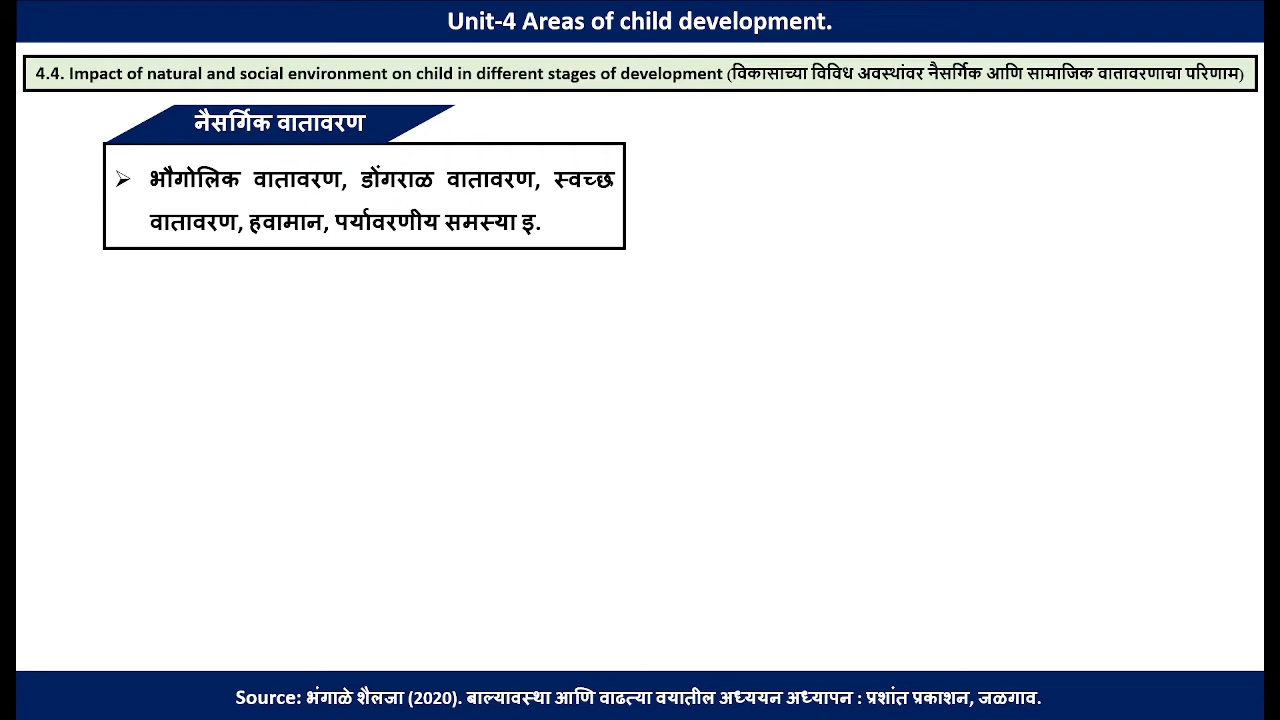 Unit-4 Areas of child development.
4.4. Impact of natural and social environment on child in different stages of development (विकासाच्या विविध अवस्थांवर नैसर्गिक आणि सामाजिक वातावरणाचा परिणाम)
नैसर्गिक वातावरण
➢ भौगोलिक वातावरण, डोंगराळ वातावरण, स्वच्छ
वातावरण, हवामान, पर्यावरणीय समस्या इ.
Source: भंगाळे शैलजा (2020). बाल्यावस्था आणि वाढत्या वयातील अध्ययन अध्यापन : प्रशांत प्रकाशन, जळगाव.